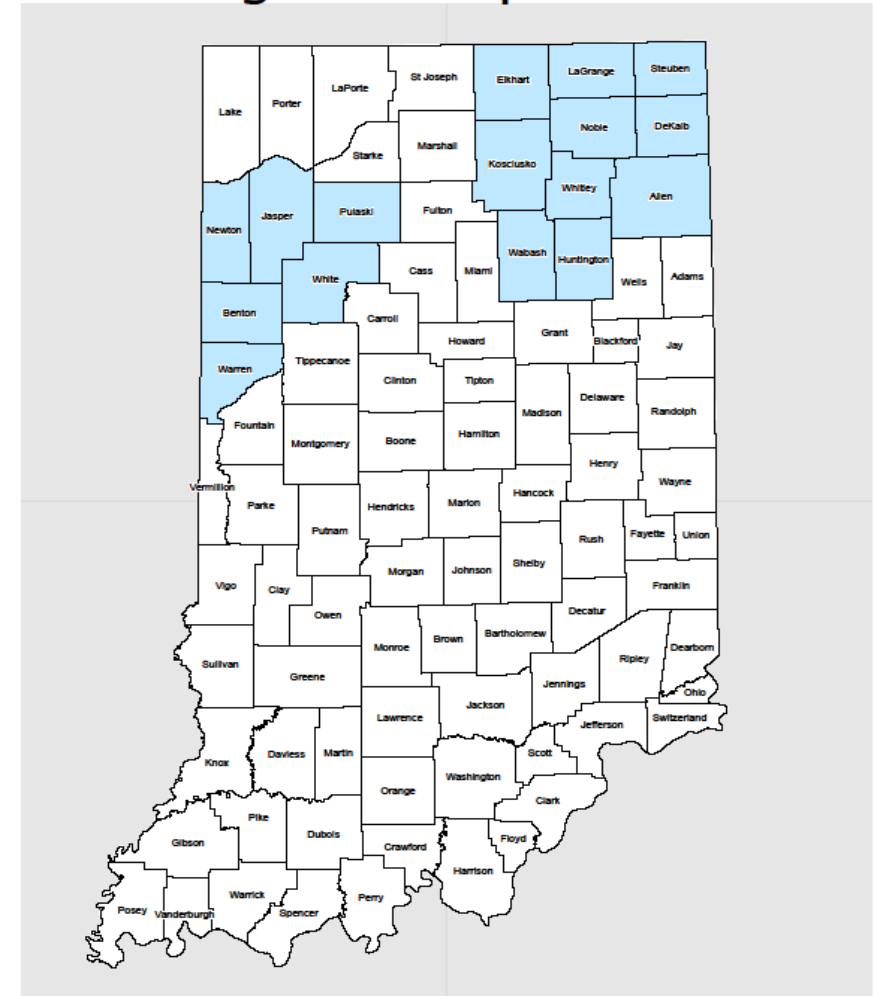 St Joseph
Elkhart
LaGrange
Steuben
LaPorte
Porter
Lake
Noble
DeKalb
Marshall
Starke
Kosciusko
Whitley
Allen
Fulton
Pulaski
Jasper
Newton
Wabash
Huntington
Cass
Miami
White
Wells
Adams
Benton
Carroll
Grant
Howard
Blackford
Jay
Tippecanoe
Warren
Clinton
Tipton
Delaware
Madison
Randolph
Fountain
Montgomery
Boone
Hamilton
Henry
Wayne
Vermillion
Parke
Hendricks
Marion
Hancock
Putnam
Rush
Fayette
Union
Shelby
Morgan
Johnson
Vigo
Clay
Franklin
Owen
Decatur
Monroe
Brown
Bartholomew
Dearborn
Ripley
Sullivan
Greene
Jennings
Ohio
Lawrence
Jackson
Jefferson
Switzerland
Knox
Daviess
Martin
Scott
Washington
Orange
Clark
Pike
Dubois
Gibson
Crawford
Floyd
Harrison
Warrick
Perry
Posey
Vanderburgh
Spencer